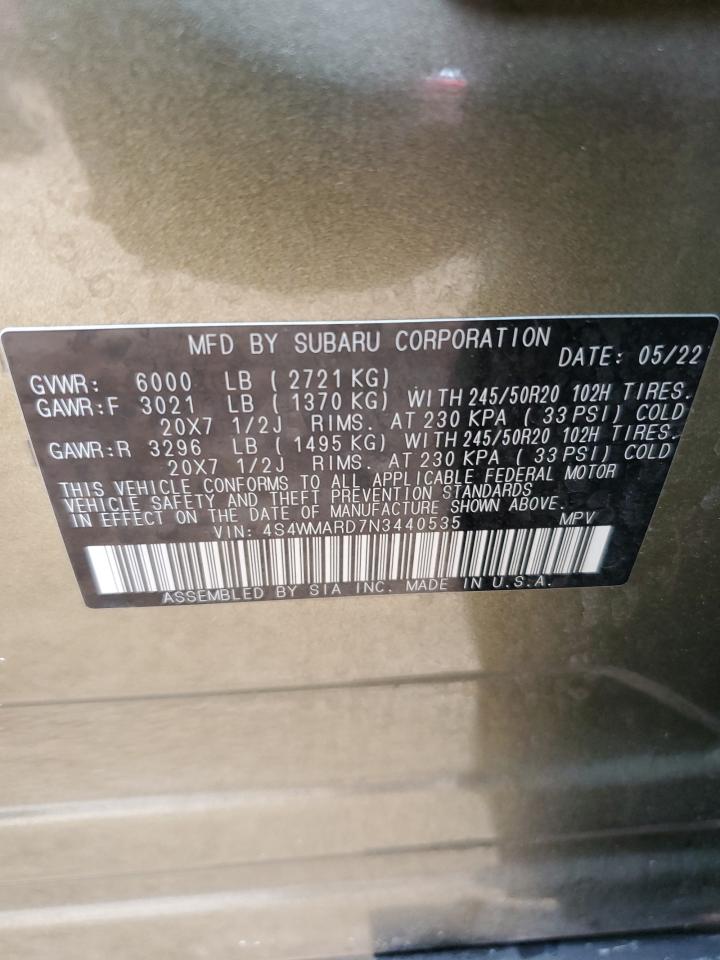 MFD BY SUBARU CORPORATION DATE: 05/22
GVWR: 6000 LB ( 2721 KG)
GAWR:F 3021 LB ( 1370 KG) WITH 245/50R20 102H TIRES.
20X7 1/2J RIMS. AT 230 KPA ( 33 PSI) COLD
GAWR:R 3296 LB ( 1495 KG) WITH 245/50R20 102H TIRES.
20X7 1/2J RIMS. AT 230 KPA ( 33 PSI) COLD
THIS VEHICLE CONFORMS TO ALL APPLICABLE FEDERAL MOTOR
VEHICLE SAFETY AND THEFT PREVENTION STANDARDS
IN EFFECT ON THE DATE OF MANUFACTURE SHOWN ABOVE.
VIN: 4S4WMARD7N3440535 MPV
ASSEMBLED BY SIA INC. MADE IN U.S.A.